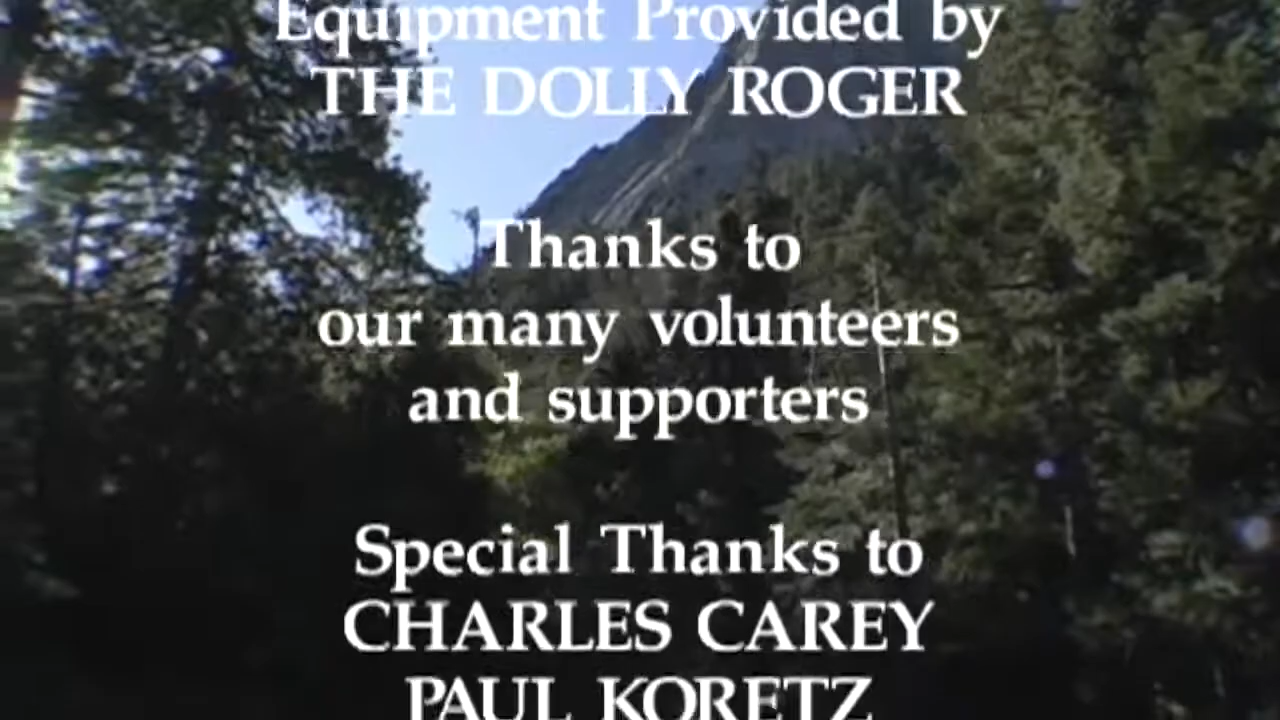 Equipment Provided by
THE DOLLY ROGER
Thanks to
our many volunteers
and supporters
Special Thanks to
CHARLES CAREY
PAUL KORETZ